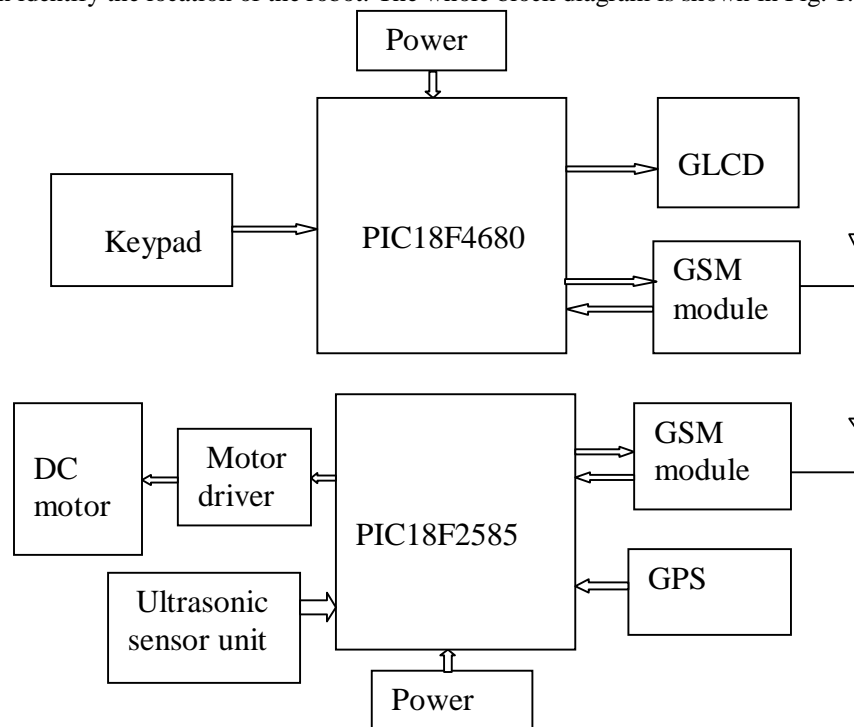 identify the location of the robot. The whole block diagram is shown in Fig. 1.
Power
GLCD
Keypad
PIC18F4680
GSM
module
DC
motor
Motor
driver
PIC18F2585
GSM
module
GPS
Ultrasonic
sensor unit
Power